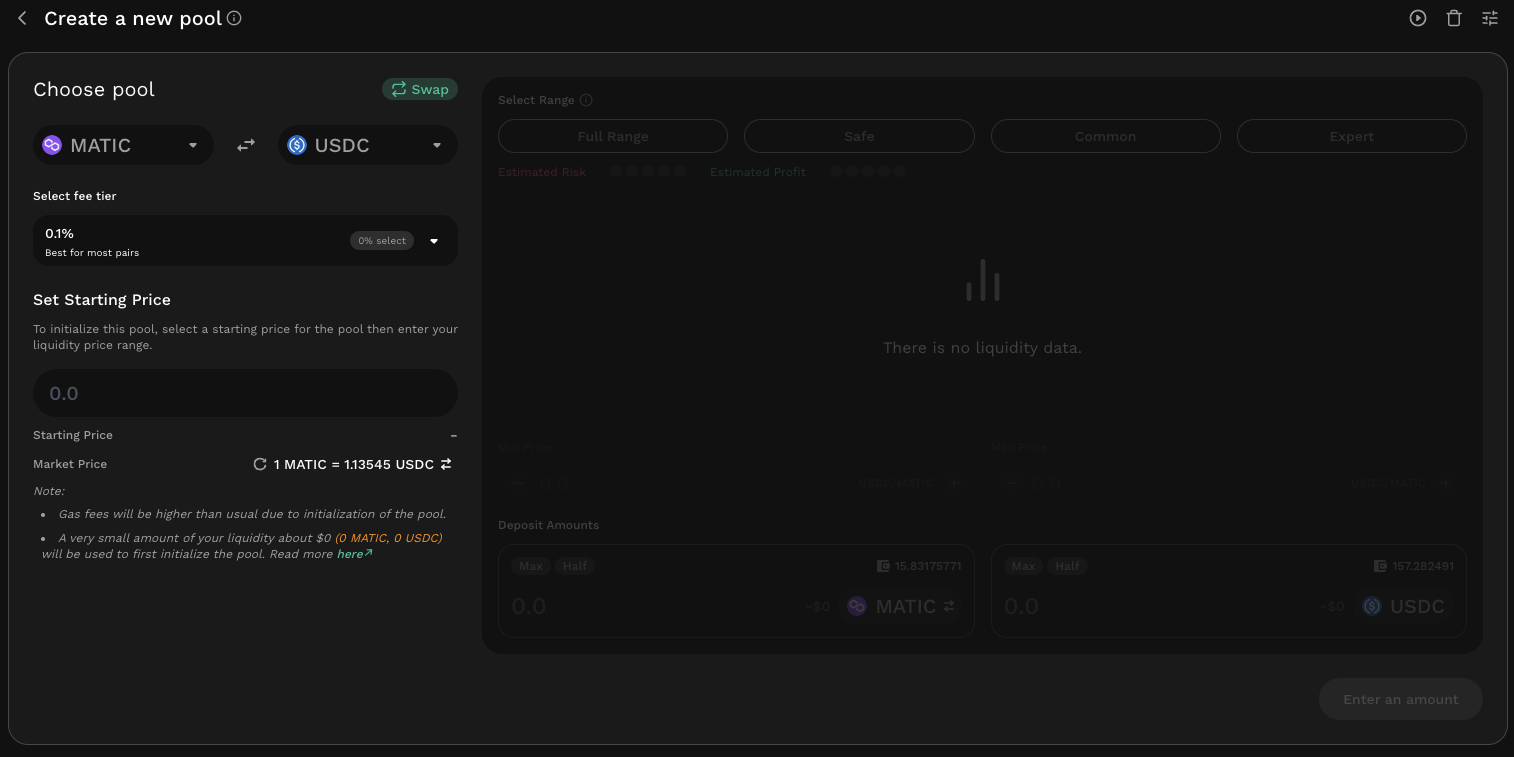 Create a new pool
Choose pool
Swap
MATIC
USDC
Select fee tier
0.1%
Best for most pairs
0% select
Set Starting Price
To initialize this pool, select a starting price for the pool then enter your
liquidity price range.
0.0
Starting Price
–
Market Price
1 MATIC = 1.13545 USDC
Note:
• Gas fees will be higher than usual due to initialization of the pool.
• A very small amount of your liquidity about $0 (0 MATIC, 0 USDC)
will be used to first initialize the pool. Read more here↗
Select Range
Full Range
Safe
Common
Expert
Estimated Risk
Estimated Profit
There is no liquidity data.
Min Price
Max Price
0.0
USDC/MATIC
0.0
USDC/MATIC
Deposit Amounts
Max
Half
15.83175771
0.0
~$0
MATIC
Max
Half
157.282491
0.0
~$0
USDC
Enter an amount